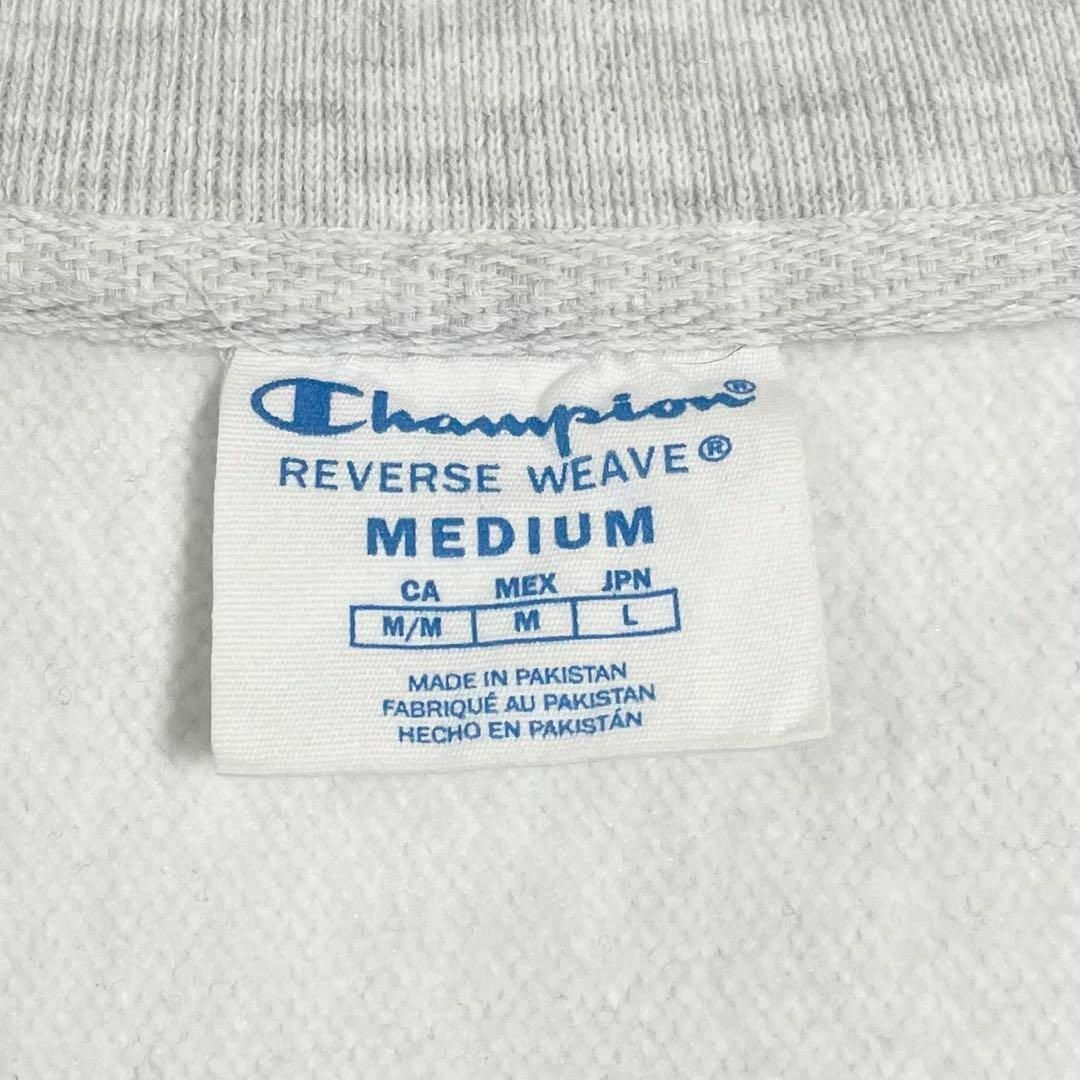 Champion®
REVERSE WEAVE®
MEDIUM
CA MEX JPN
M/M M L
MADE IN PAKISTAN
FABRIQUÉ AU PAKISTAN
HECHO EN PAKISTÁN